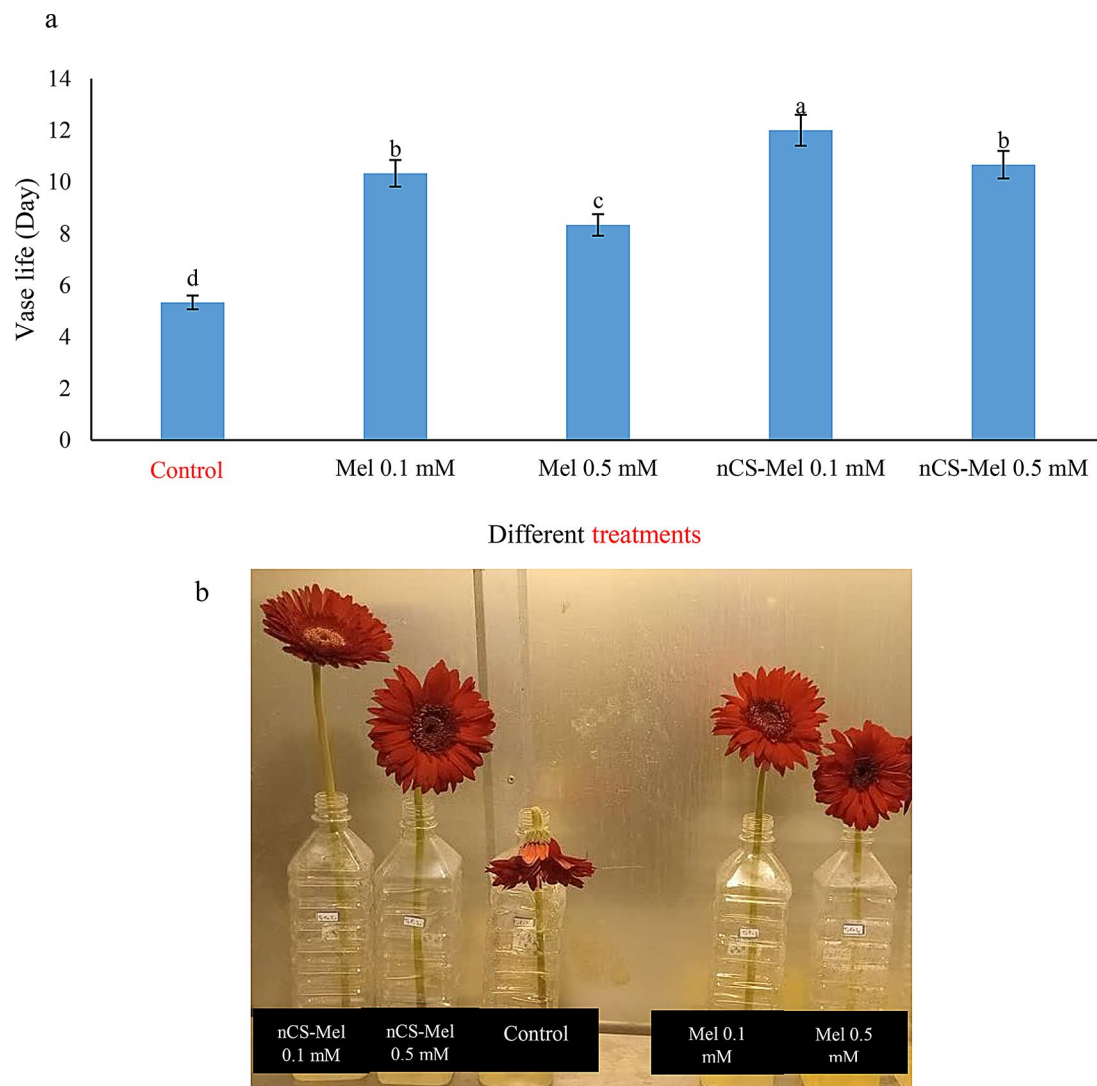 a
14
12
10
8
6
4
2
0
Vase life (Day)
d
b
c
a
b
Control
Mel 0.1 mM
Mel 0.5 mM
nCS-Mel 0.1 mM
nCS-Mel 0.5 mM
Different treatments
b
nCS-Mel
0.1 mM
nCS-Mel
0.5 mM
Control
Mel 0.1
mM
Mel 0.5
mM